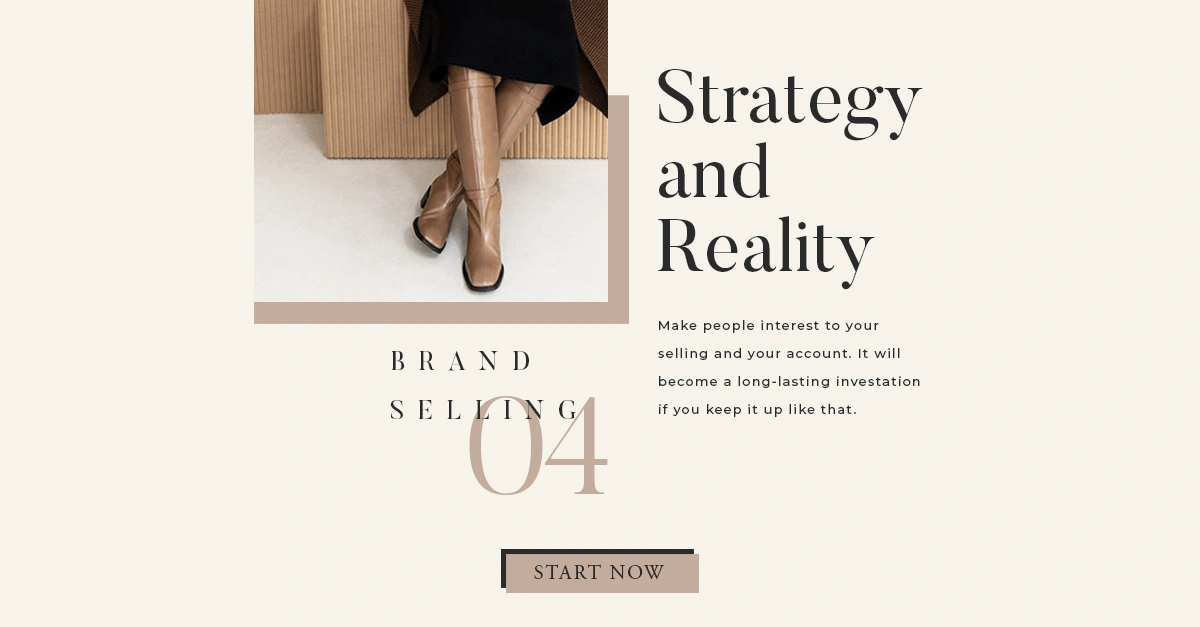 Strategy
and
Reality
Make people interest to your
selling and your account. It will
become a long-lasting investation
if you keep it up like that.
BRAND
SELLING
04
START NOW